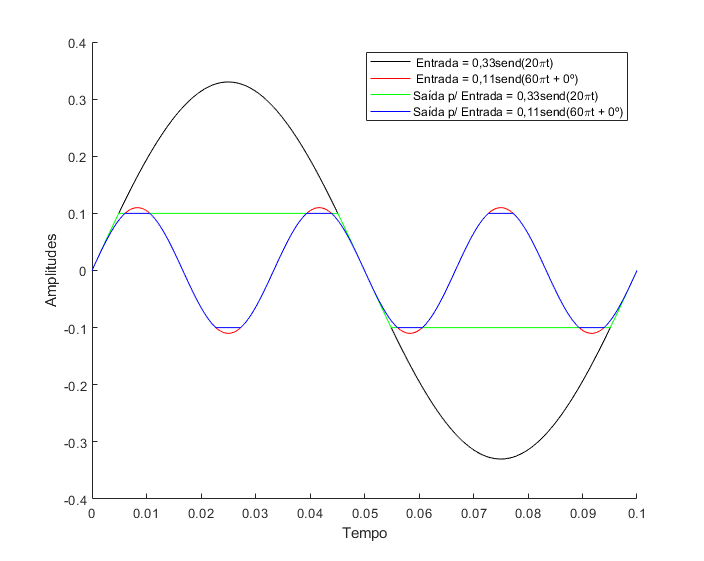 Entrada = 0,33send(20πt)
Entrada = 0,11send(60πt + 0º)
Saída p/ Entrada = 0,33send(20πt)
Saída p/ Entrada = 0,11send(60πt + 0º)
0.4
0.3
0.2
0.1
0
-0.1
-0.2
-0.3
-0.4
Amplitudes
0 0.01 0.02 0.03 0.04 0.05 0.06 0.07 0.08 0.09 0.1
Tempo